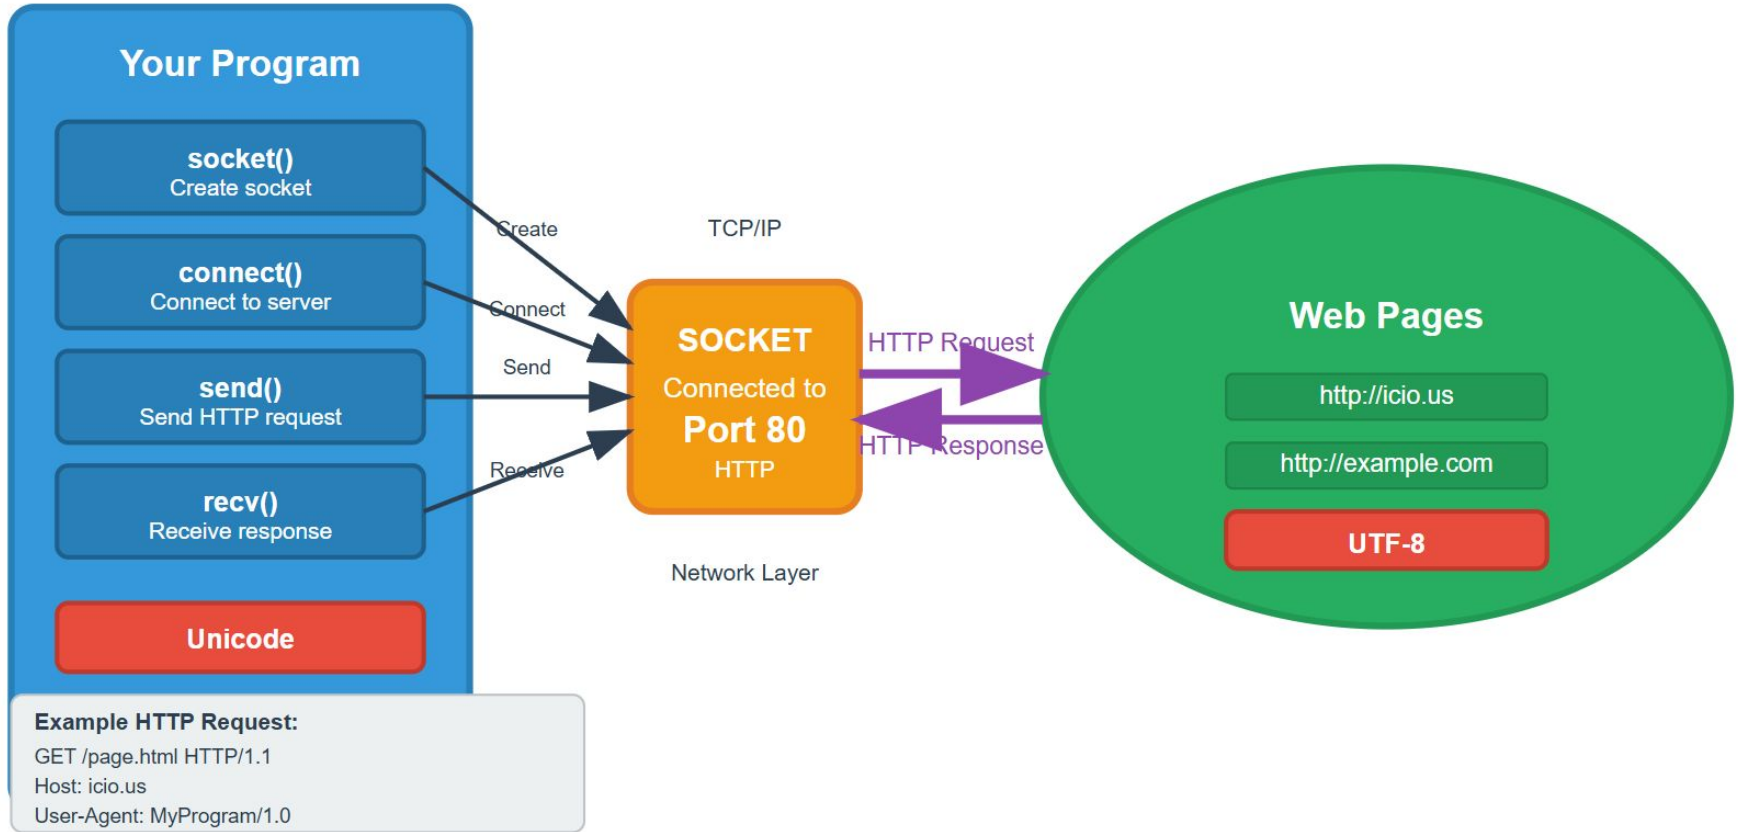 Your Program
socket()
Create socket
connect()
Connect to server
send()
Send HTTP request
recv()
Receive response
Unicode
Example HTTP Request:
GET /page.html HTTP/1.1
Host: icio.us
User-Agent: MyProgram/1.0
Create
Connect
Send
Receive
TCP/IP
SOCKET
Connected to
Port 80
HTTP
Network Layer
HTTP Request
HTTP Response
Web Pages
http://icio.us
http://example.com
UTF-8